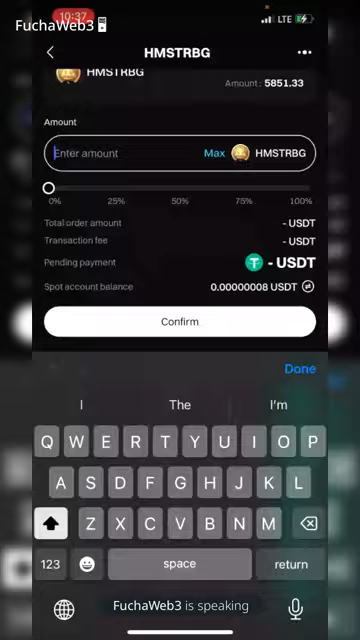 10:37
LTE
FuchaWeb3
HMSTRBG
HMSTRBG
Amount : 5851.33
Amount
Enter amount Max HMSTRBG
0% 25% 50% 75% 100%
Total order amount - USDT
Transaction fee - USDT
Pending payment - USDT
Spot account balance 0.00000008 USDT
Confirm
Done
I The I'm
Q W E R T Y U I O P
A S D F G H J K L
Z X C V B N M
123 space return
FuchaWeb3 is speaking